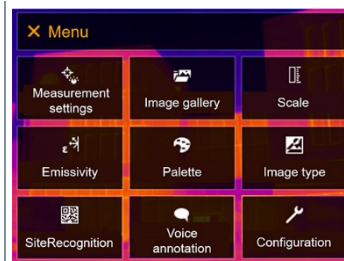 Menu
Measurement
settings
Image gallery
Scale
Emissivity
Palette
Image type
SiteRecognition
Voice
annotation
Configuration